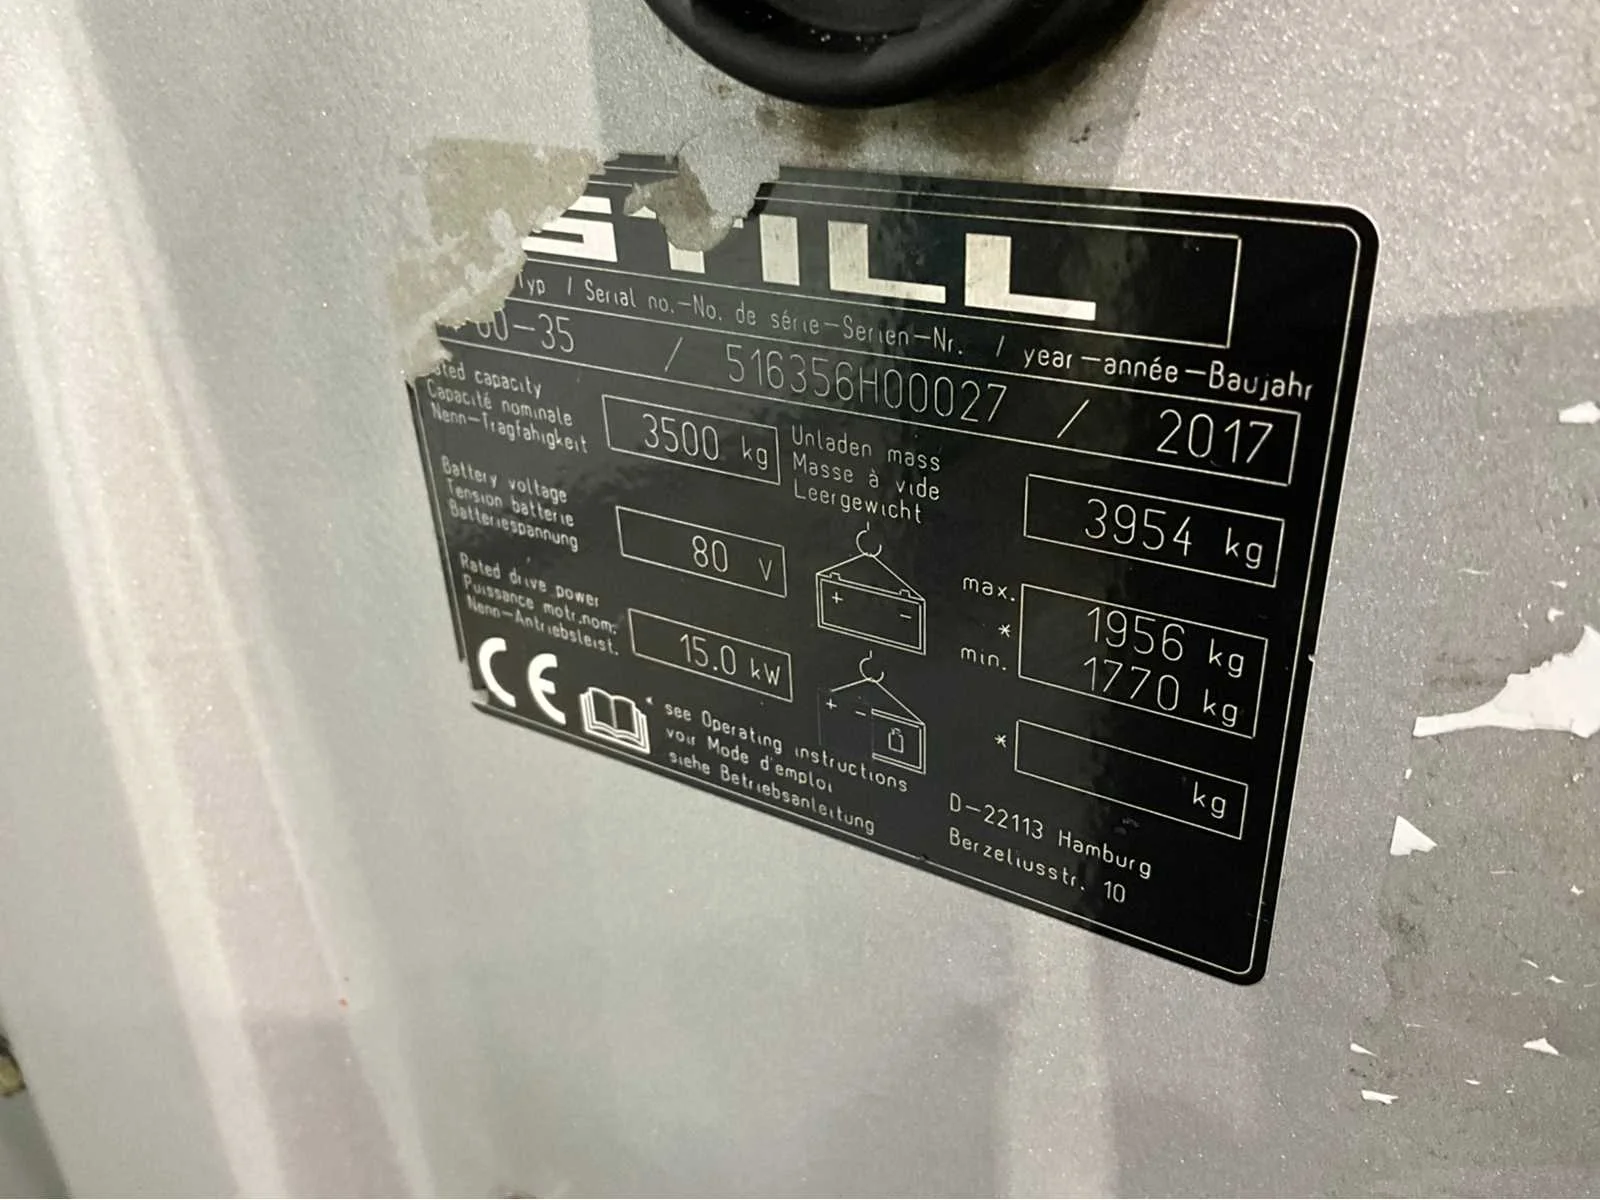 STILL
Typ / Serial no.-No. de série-Serien-Nr. / year-année-Baujahr
60-35 / 516356H00027 / 2017
Rated capacity
Capacité nominale
Nenn-Tragfähigkeit
3500 kg
Unladen mass
Masse à vide
Leergewicht
3954 kg
Battery voltage
Tension batterie
Batteriespannung
80 V
+ -
max. 1956 kg
*
min. 1770 kg
Rated drive power
Puissance motr.nom.
Nenn-Antriebsleist.
15.0 kW
+ -
* kg
CE
* see Operating instructions
voir Mode d'emploi
siehe Betriebsanleitung
D-22113 Hamburg
Berzeliusstr. 10